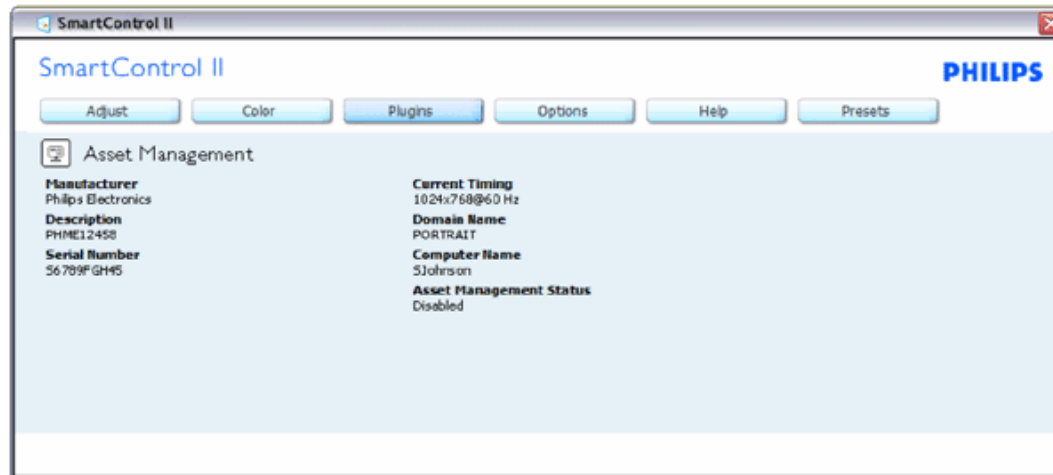 SmartControl II
SmartControl II
PHILIPS
Adjust
Color
Plugins
Options
Help
Presets
Asset Management
Manufacturer
Philips Electronics
Description
PHME12458
Serial Number
56789FGH45
Current Timing
1024x768@60 Hz
Domain Name
PORTRAIT
Computer Name
SJohnson
Asset Management Status
Disabled